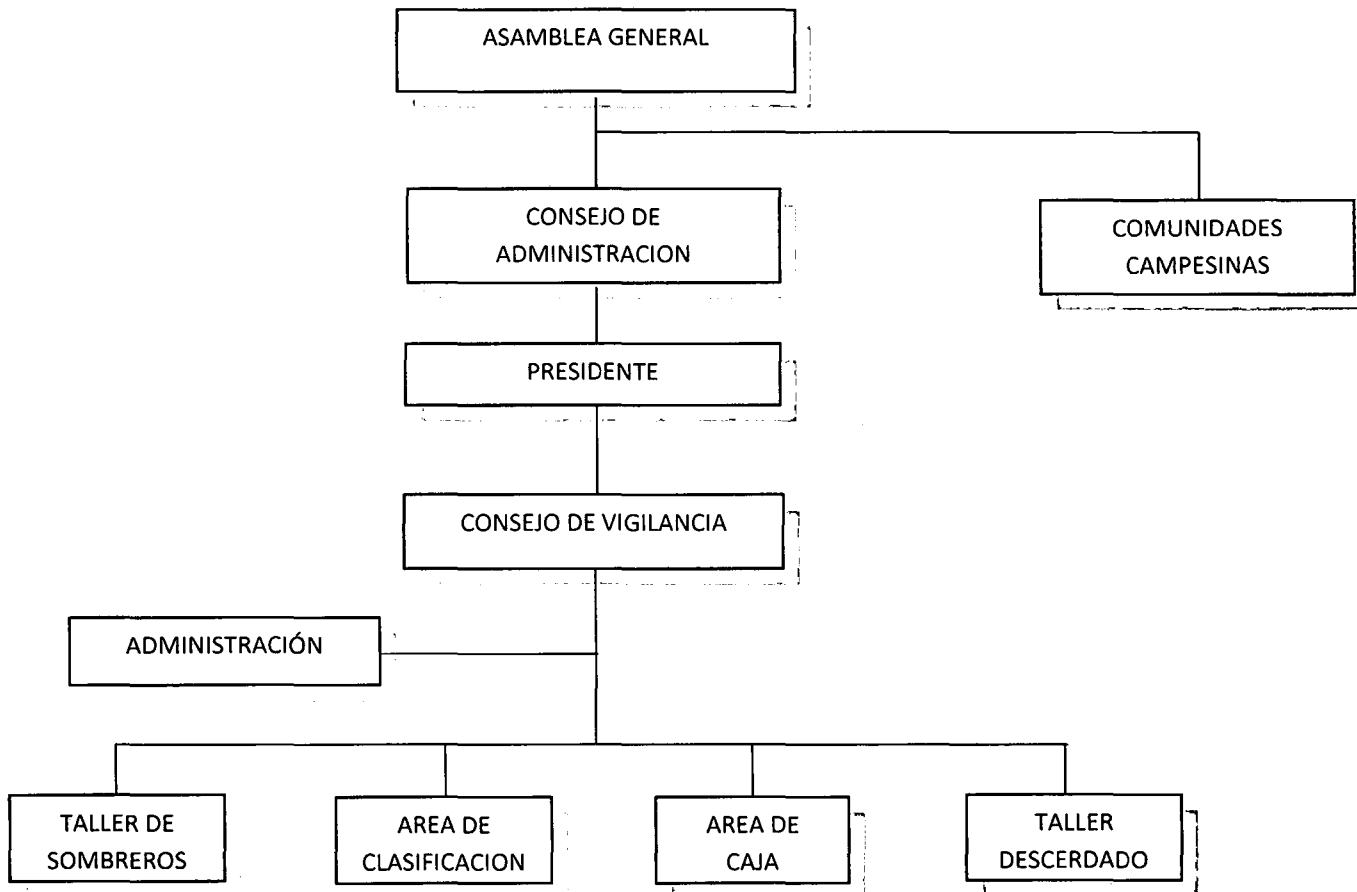 ASAMBLEA GENERAL
CONSEJO DE
ADMINISTRACION
COMUNIDADES
CAMPESINAS
PRESIDENTE
CONSEJO DE VIGILANCIA
ADMINISTRACIÓN
TALLER DE
SOMBREROS
AREA DE
CLASIFICACION
AREA DE
CAJA
TALLER
DESCERDADO